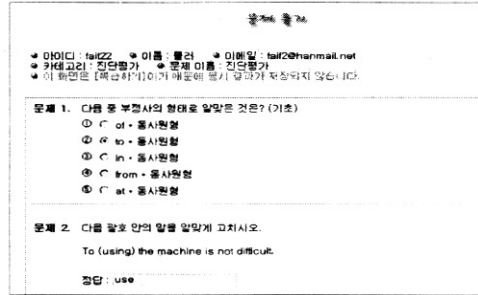 문제 풀기
아이디 : fait22 이름 : 풀러 이메일 : fait2@hanmail.net
카테고리 : 진단평가 문제 이름 : 진단평가
이 화면은 [복습하기]이기 때문에 응시 결과가 저장되지 않습니다.
문제 1. 다음 중 부정사의 형태로 알맞은 것은? (기초)
① of + 동사원형
② to + 동사원형
③ in + 동사원형
④ from + 동사원형
⑤ at + 동사원형
문제 2. 다음 괄호 안의 말을 알맞게 고치시오.
To (using) the machine is not difficult.
정답 : use